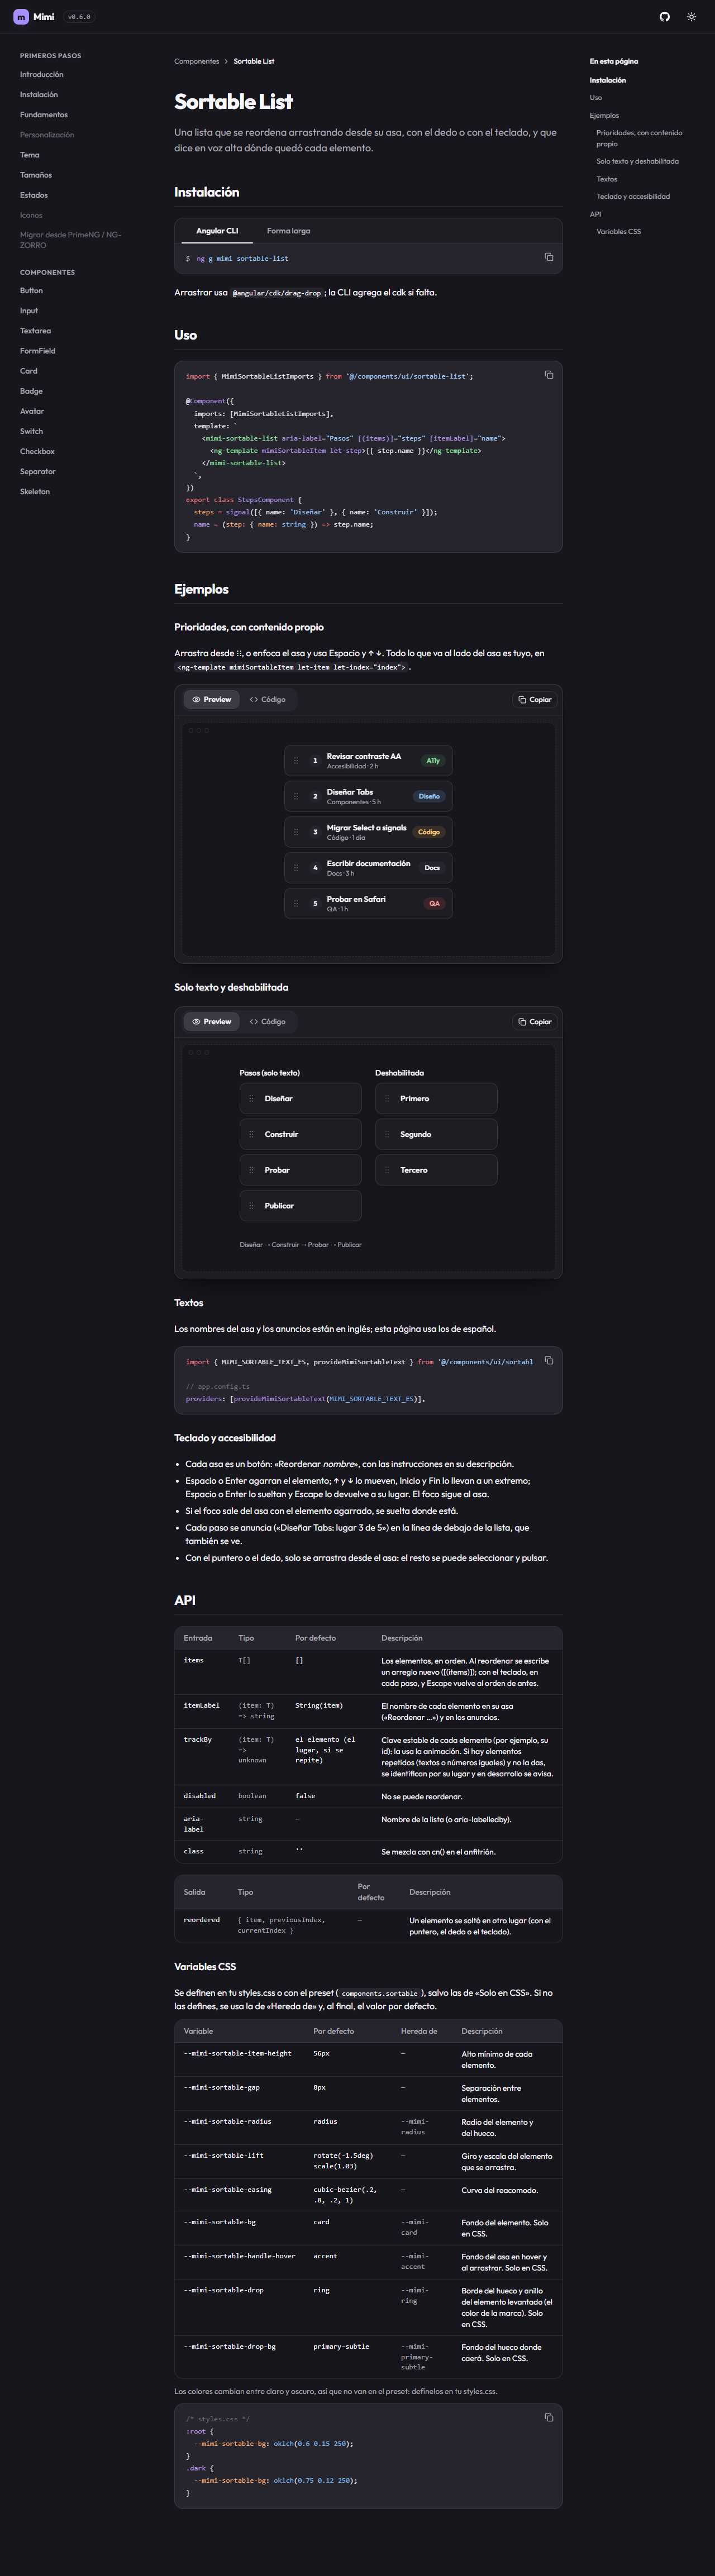 m Mimi v0.6.0
PRIMEROS PASOS
Introducción
Instalación
Fundamentos
Personalización
Tema
Tamaños
Estados
Iconos
Migrar desde PrimeNG / NG-
ZORRO
COMPONENTES
Button
Input
Textarea
FormField
Card
Badge
Avatar
Switch
Checkbox
Separator
Skeleton
Componentes > Sortable List
Sortable List
Una lista que se reordena arrastrando desde su asa, con el dedo o con el teclado, y que
dice en voz alta dónde quedó cada elemento.
Instalación
Angular CLI Forma larga
$ ng g mimi sortable-list
Arrastrar usa @angular/cdk/drag-drop; la CLI agrega el cdk si falta.
Uso
import { MimiSortableListImports } from '@/components/ui/sortable-list';
@Component({
imports: [MimiSortableListImports],
template: `
<mimi-sortable-list aria-label="Pasos" [(items)]="steps" [itemLabel]="name">
<ng-template mimiSortableItem let-step>{{ step.name }}</ng-template>
</mimi-sortable-list>
`,
})
export class StepsComponent {
steps = signal([{ name: 'Diseñar' }, { name: 'Construir' }]);
name = (step: { name: string }) => step.name;
}
Ejemplos
Prioridades, con contenido propio
Arrastra desde ⠿, o enfoca el asa y usa Espacio y ↑ ↓. Todo lo que va al lado del asa es tuyo, en
<ng-template mimiSortableItem let-item let-index="index">.
Preview Código Copiar
1 Revisar contraste AA A11y
Accesibilidad · 2 h
2 Diseñar Tabs Diseño
Componentes · 5 h
3 Migrar Select a signals Código
Código · 1 día
4 Escribir documentación Docs
Docs · 3 h
5 Probar en Safari QA
QA · 1 h
Solo texto y deshabilitada
Preview Código Copiar
Pasos (solo texto)
Diseñar
Construir
Probar
Publicar
Diseñar → Construir → Probar → Publicar
Deshabilitada
Primero
Segundo
Tercero
Textos
Los nombres del asa y los anuncios están en inglés; esta página usa los de español.
import { MIMI_SORTABLE_TEXT_ES, provideMimiSortableText } from '@/components/ui/sortabl
// app.config.ts
providers: [provideMimiSortableText(MIMI_SORTABLE_TEXT_ES)],
Teclado y accesibilidad
• Cada asa es un botón: «Reordenar nombre», con las instrucciones en su descripción.
• Espacio o Enter agarran el elemento; ↑ y ↓ lo mueven, Inicio y Fin lo llevan a un extremo;
Espacio o Enter lo sueltan y Escape lo devuelve a su lugar. El foco sigue al asa.
• Si el foco sale del asa con el elemento agarrado, se suelta donde está.
• Cada paso se anuncia («Diseñar Tabs: lugar 3 de 5») en la línea de debajo de la lista, que
también se ve.
• Con el puntero o el dedo, solo se arrastra desde el asa: el resto se puede seleccionar y pulsar.
API
Entrada Tipo Por defecto Descripción
items T[] [] Los elementos, en orden. Al reordenar se escribe
un arreglo nuevo ([(items)]); con el teclado, en
cada paso, y Escape vuelve al orden de antes.
itemLabel (item: T) String(item) El nombre de cada elemento en su asa
=> string («Reordenar …») y en los anuncios.
trackBy (item: T) el elemento (el Clave estable de cada elemento (por ejemplo, su
=> lugar, si se id): la usa la animación. Si hay elementos
unknown repite) repetidos (textos o números iguales) y no la das,
se identifican por su lugar y en desarrollo se avisa.
disabled boolean false No se puede reordenar.
aria- string — Nombre de la lista (o aria-labelledby).
label
class string '' Se mezcla con cn() en el anfitrión.
Salida Tipo Por Descripción
defecto
reordered { item, previousIndex, — Un elemento se soltó en otro lugar (con el
currentIndex } puntero, el dedo o el teclado).
Variables CSS
Se definen en tu styles.css o con el preset (components.sortable), salvo las de «Solo en CSS». Si no
las defines, se usa la de «Hereda de» y, al final, el valor por defecto.
Variable Por defecto Hereda de Descripción
--mimi-sortable-item-height 56px — Alto mínimo de cada
elemento.
--mimi-sortable-gap 8px — Separación entre
elementos.
--mimi-sortable-radius radius --mimi- Radio del elemento y
radius del hueco.
--mimi-sortable-lift rotate(-1.5deg) — Giro y escala del elemento
scale(1.03) que se arrastra.
--mimi-sortable-easing cubic-bezier(.2, — Curva del reacomodo.
.8, .2, 1)
--mimi-sortable-bg card --mimi- Fondo del elemento. Solo
card en CSS.
--mimi-sortable-handle-hover accent --mimi- Fondo del asa en hover y
accent al arrastrar. Solo en CSS.
--mimi-sortable-drop ring --mimi- Borde del hueco y anillo
ring del elemento levantado (el
color de la marca). Solo
en CSS.
--mimi-sortable-drop-bg primary-subtle --mimi- Fondo del hueco donde
primary- caerá. Solo en CSS.
subtle
Los colores cambian entre claro y oscuro, así que no van en el preset: defínelos en tu styles.css.
/* styles.css */
:root {
--mimi-sortable-bg: oklch(0.6 0.15 250);
}
.dark {
--mimi-sortable-bg: oklch(0.75 0.12 250);
}
En esta página
Instalación
Uso
Ejemplos
Prioridades, con contenido
propio
Solo texto y deshabilitada
Textos
Teclado y accesibilidad
API
Variables CSS